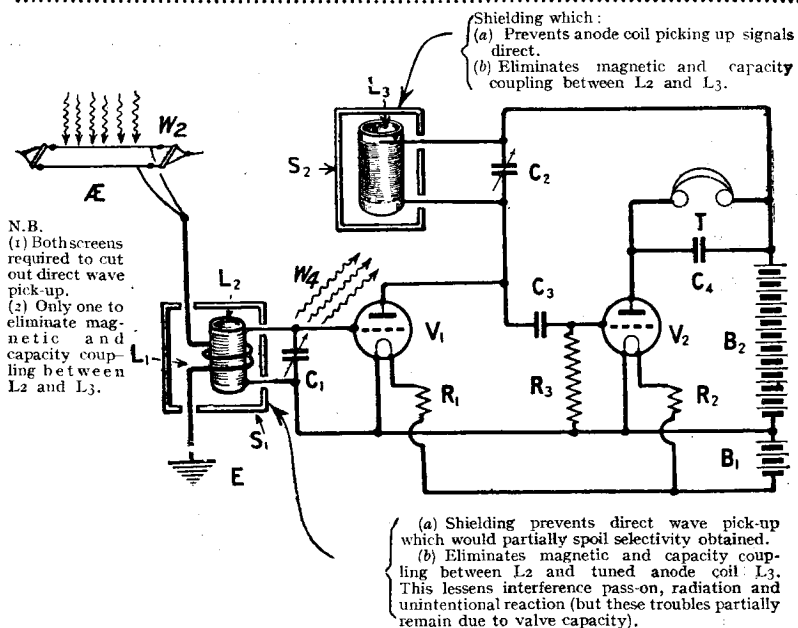 Shielding which :
(a) Prevents anode coil picking up signals
direct.
(b) Eliminates magnetic and capacity
coupling between L2 and L3.
L3
W2
S2
C2
Æ
N.B.
(1) Both screens
required to cut
out direct wave
pick-up.
(2) Only one to
eliminate mag-
netic and
capacity coup-
ling between
L2 and L3.
T
C4
L2
W4
C3
L1
V1
V2
B2
C1
R1
R3
R2
S1
B1
E
(a) Shielding prevents direct wave pick-up
which would partially spoil selectivity obtained.
(b) Eliminates magnetic and capacity coup-
ling between L2 and tuned anode coil L3.
This lessens interference pass-on, radiation and
unintentional reaction (but these troubles partially
remain due to valve capacity).